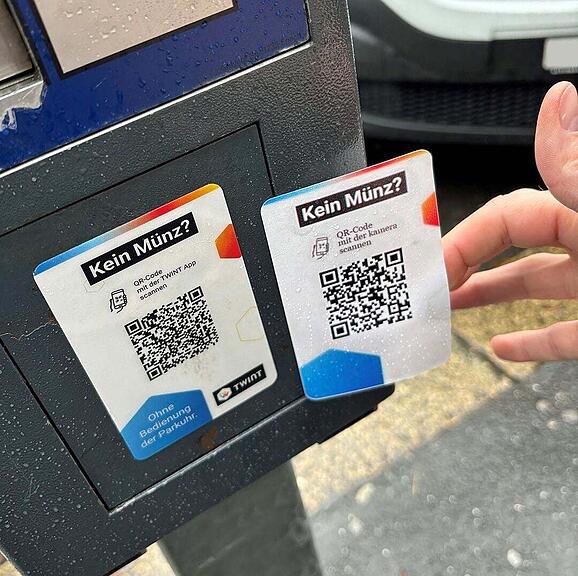 Kein Münz?
QR-Code
mit der TWINT App
scannen
TWINT
Ohne
Bedienung
der Parkuhr.
Kein Münz?
QR-Code
mit der kamera
scannen